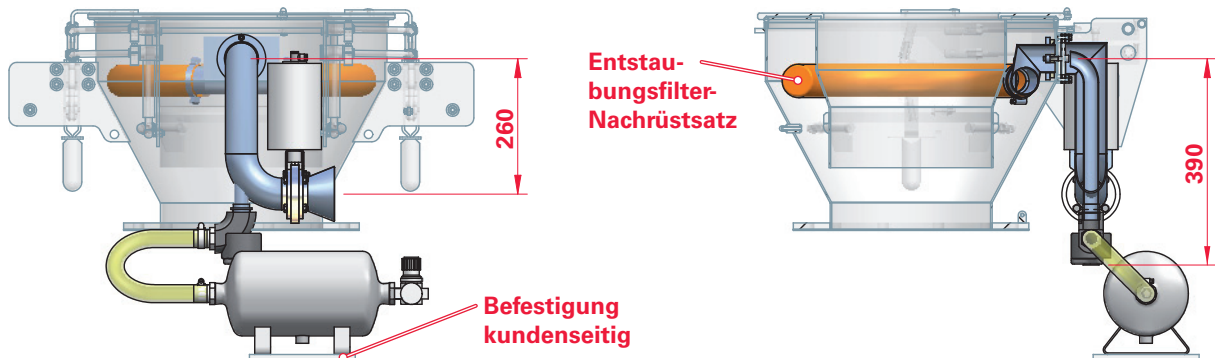 260
Befestigung
kundenseitig
Entstau-
bungsfilter-
Nachrüstsatz
390